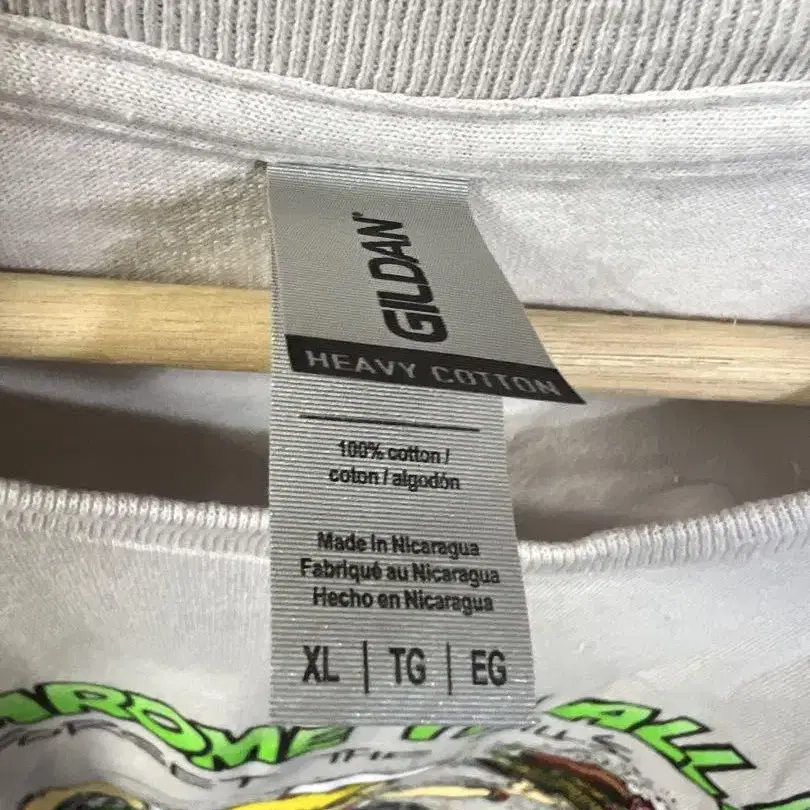 GILDAN
HEAVY COTTON
100% cotton /
coton / algodón
Made in Nicaragua
Fabriqué au Nicaragua
Hecho en Nicaragua
XL | TG | EG
ALL